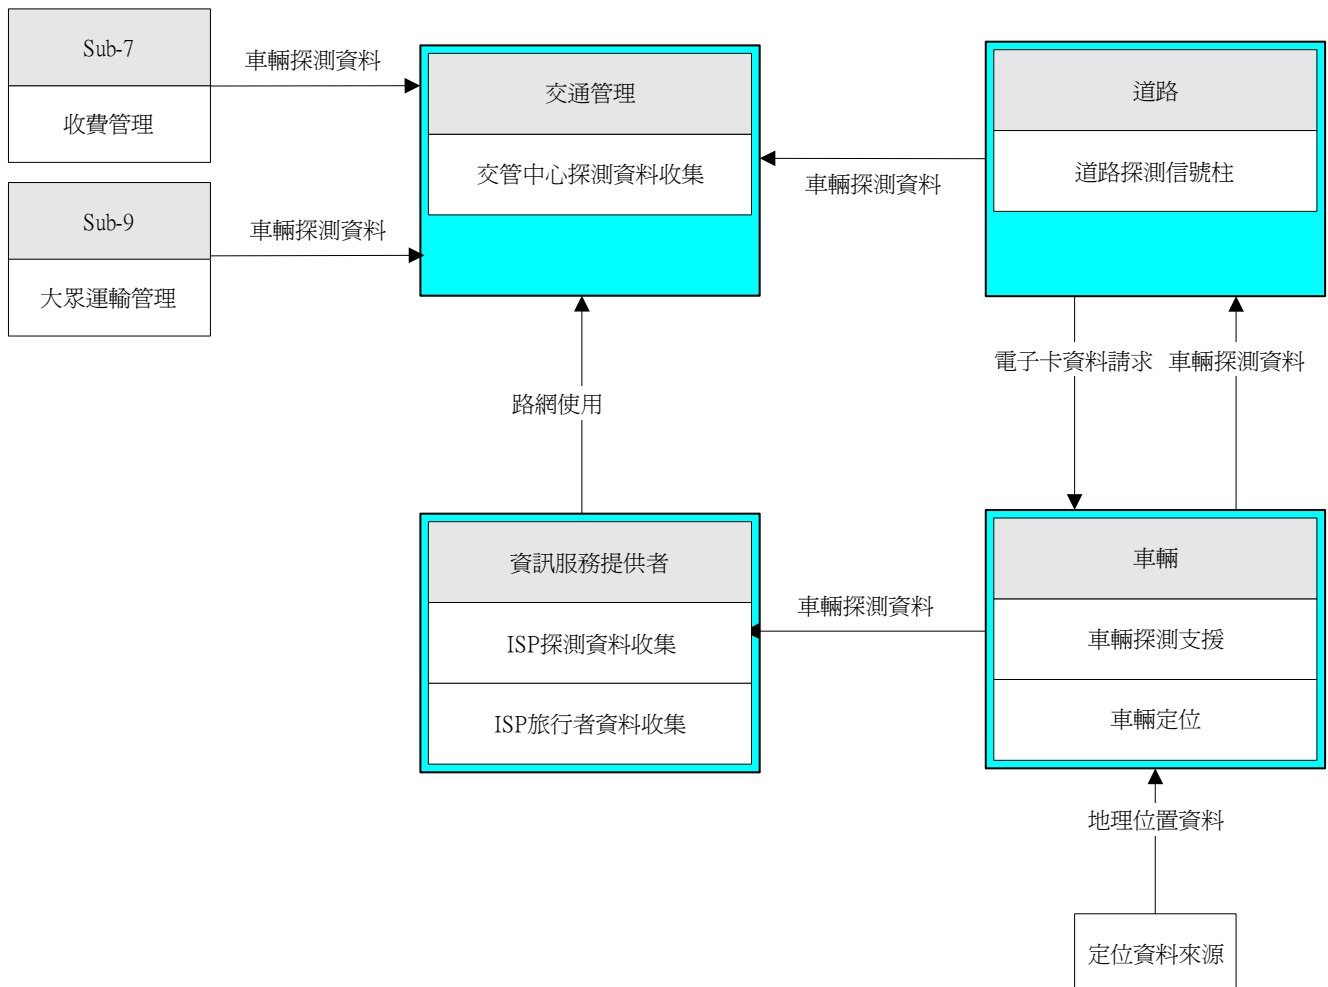 Sub-7
收費管理
車輛探測資料
交通管理
交管中心探測資料收集
道路
道路探測信號柱
車輛探測資料
Sub-9
大眾運輸管理
車輛探測資料
路網使用
電子卡資料請求
車輛探測資料
資訊服務提供者
ISP探測資料收集
ISP旅行者資料收集
車輛探測資料
車輛
車輛探測支援
車輛定位
地理位置資料
定位資料來源